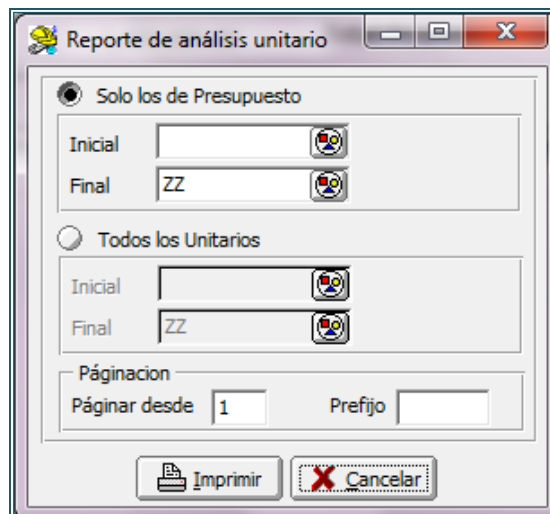 Reporte de análisis unitario
Solo los de Presupuesto
Inicial
Final ZZ
Todos los Unitarios
Inicial
Final ZZ
Páginacion
Páginar desde 1 Prefijo
Imprimir Cancelar